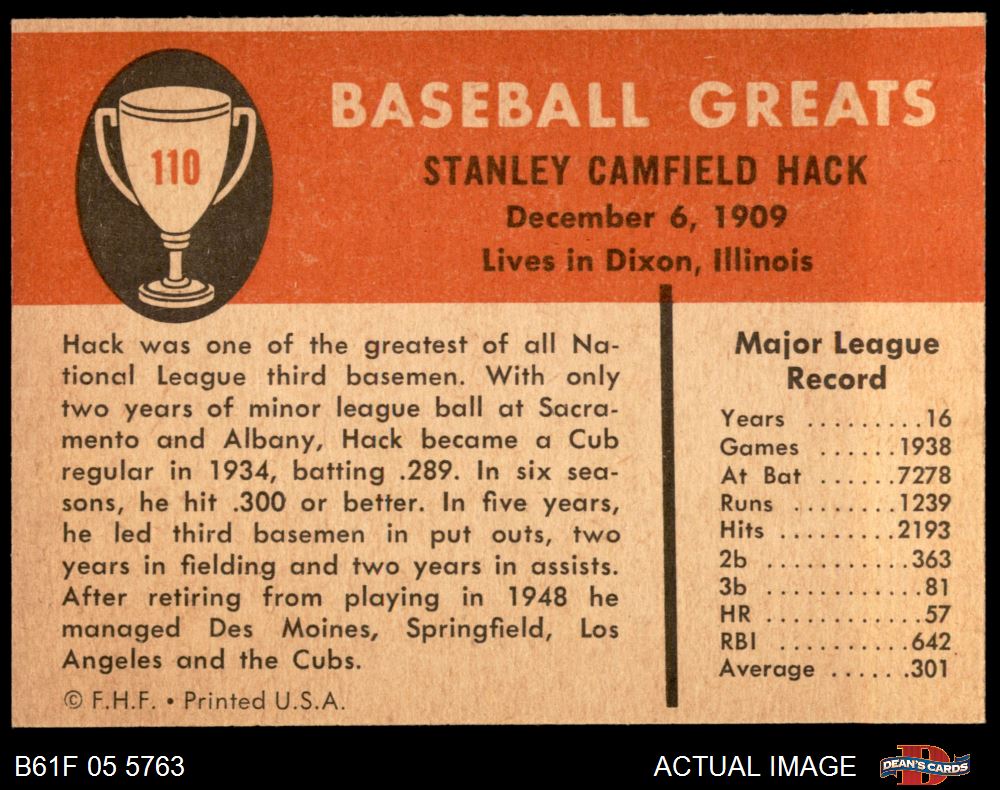 110
BASEBALL GREATS
STANLEY CAMFIELD HACK
December 6, 1909
Lives in Dixon, Illinois
Hack was one of the greatest of all Na-
tional League third basemen. With only
two years of minor league ball at Sacra-
mento and Albany, Hack became a Cub
regular in 1934, batting .289. In six sea-
sons, he hit .300 or better. In five years,
he led third basemen in put outs, two
years in fielding and two years in assists.
After retiring from playing in 1948 he
managed Des Moines, Springfield, Los
Angeles and the Cubs.
© F.H.F. • Printed U.S.A.
Major League
Record
Years .........16
Games ......1938
At Bat ......7278
Runs ........1239
Hits .........2193
2b ..........363
3b ...........81
HR ...........57
RBI .........642
Average ......301
B61F 05 5763
ACTUAL IMAGE
D
DEAN'S CARDS